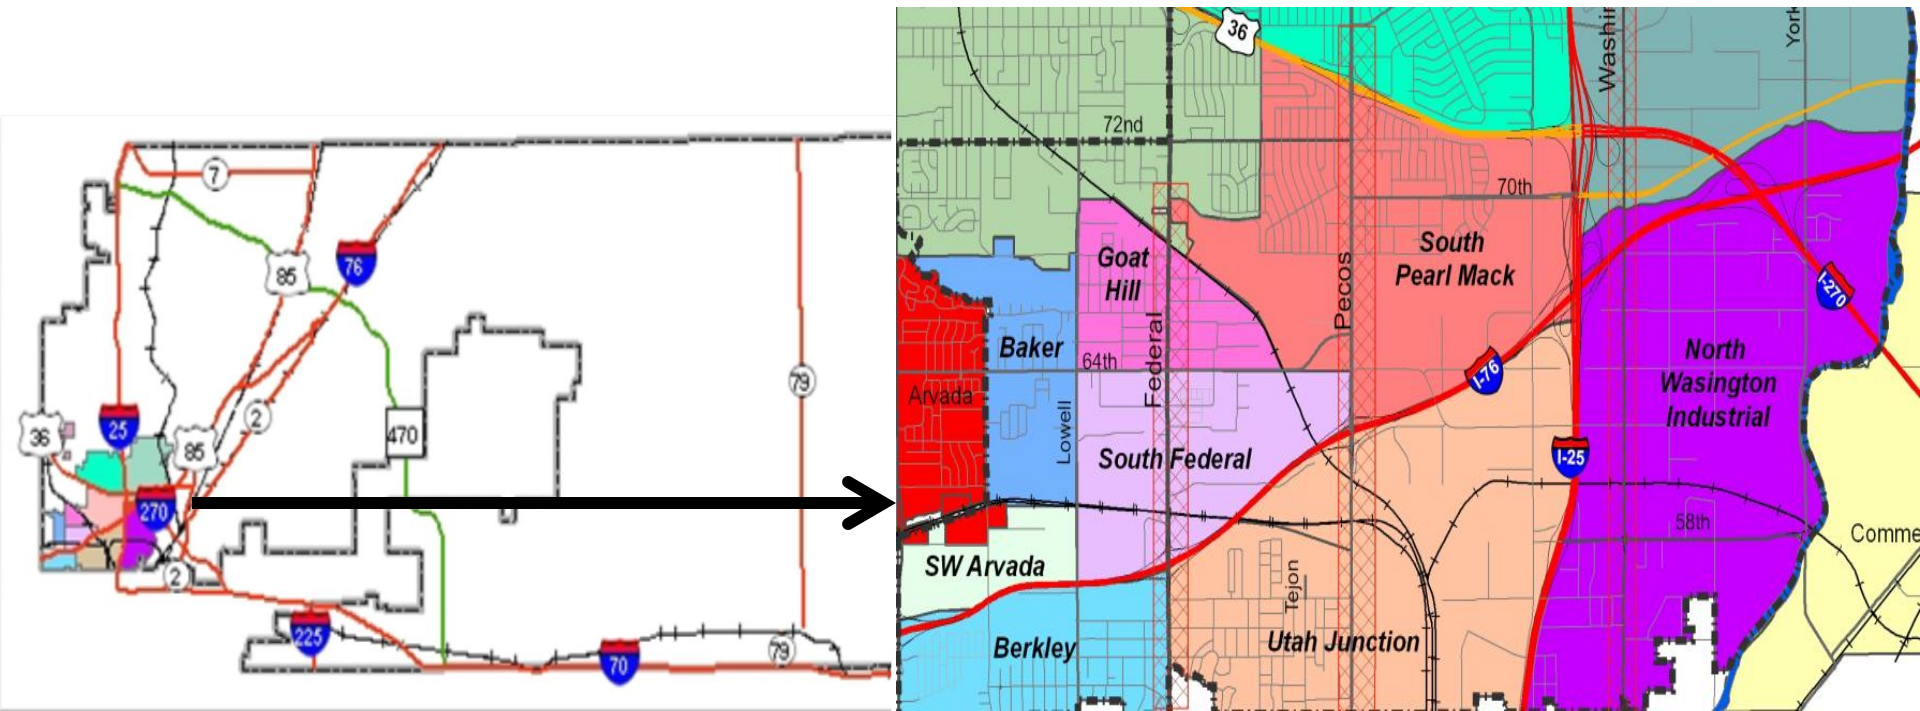 7
85
76
79
36
25
85
2
470
270
2
225
70
79
36
Washin
York
72nd
70th
Goat
Hill
South
Pearl Mack
Pecos
I-270
Baker
64th
Federal
I-76
North
Wasington
Industrial
Arvada
Lowell
South Federal
I-25
58th
Comme
SW Arvada
Tejon
Berkley
Utah Junction